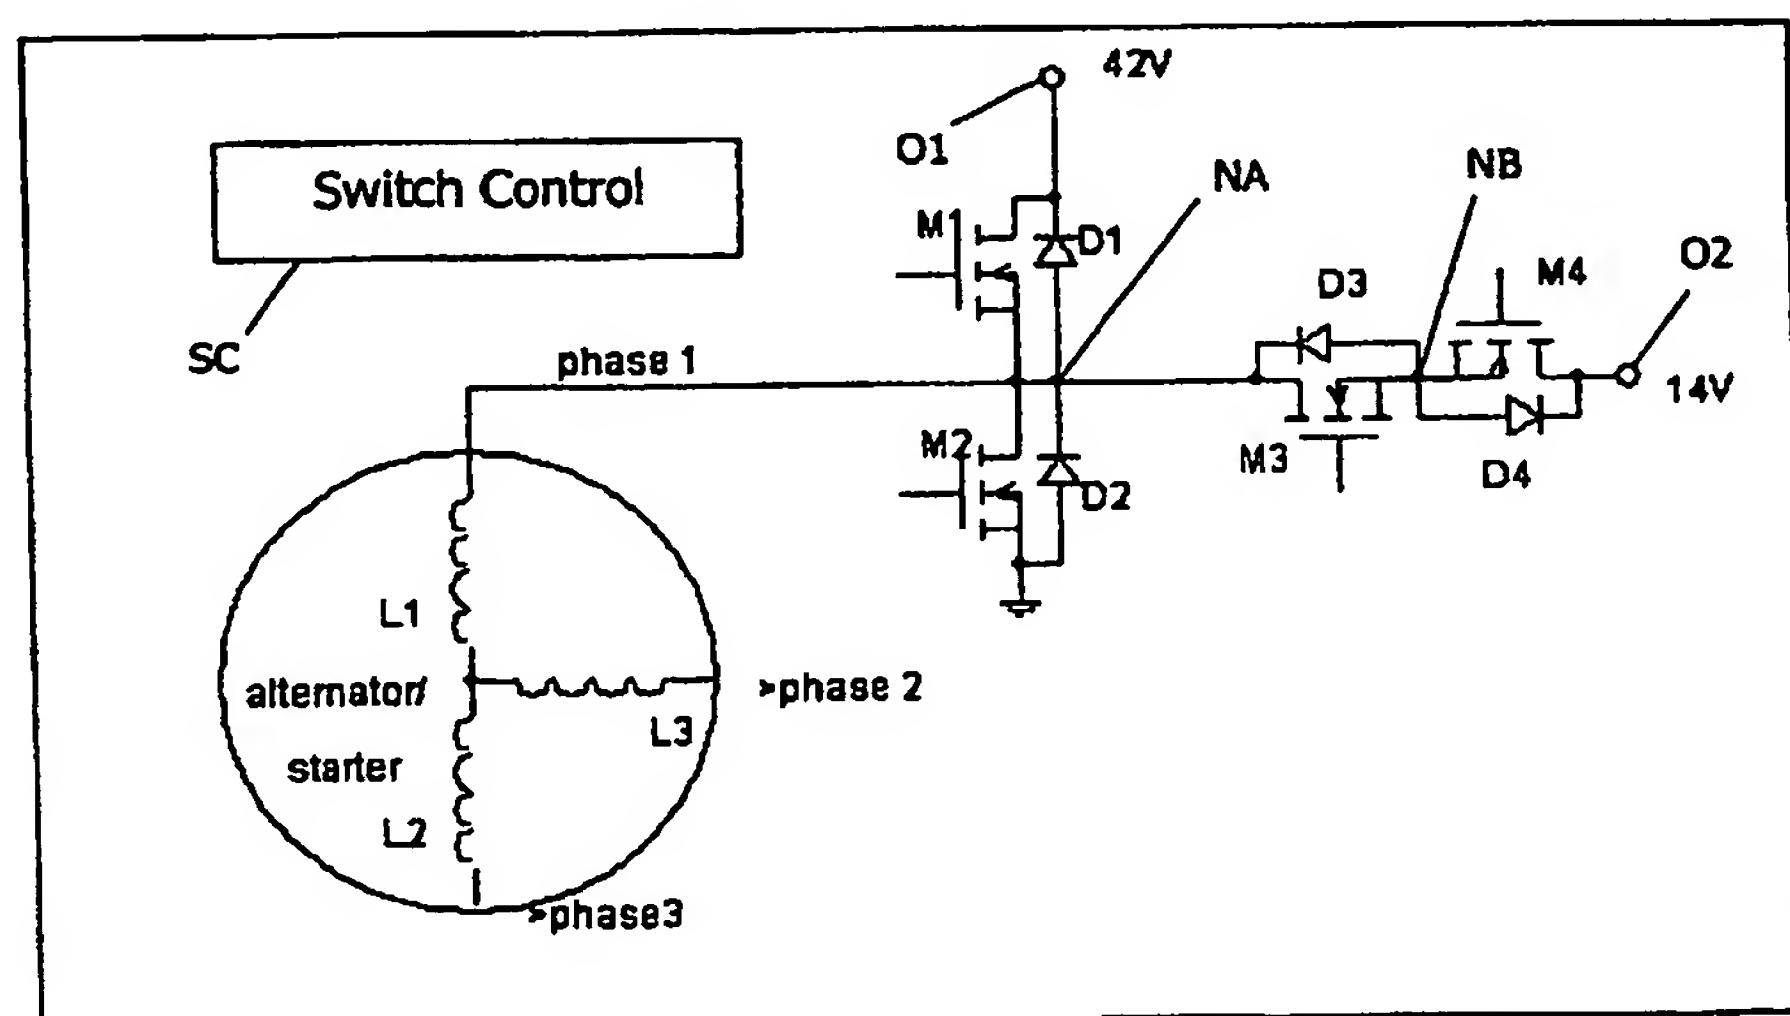 42V
O1
NA
NB
Switch Control
M1
D1
O2
M4
D3
SC
phase 1
14V
M2
M3
D4
D2
L1
alternator/
>phase 2
L3
starter
L2
>phase3